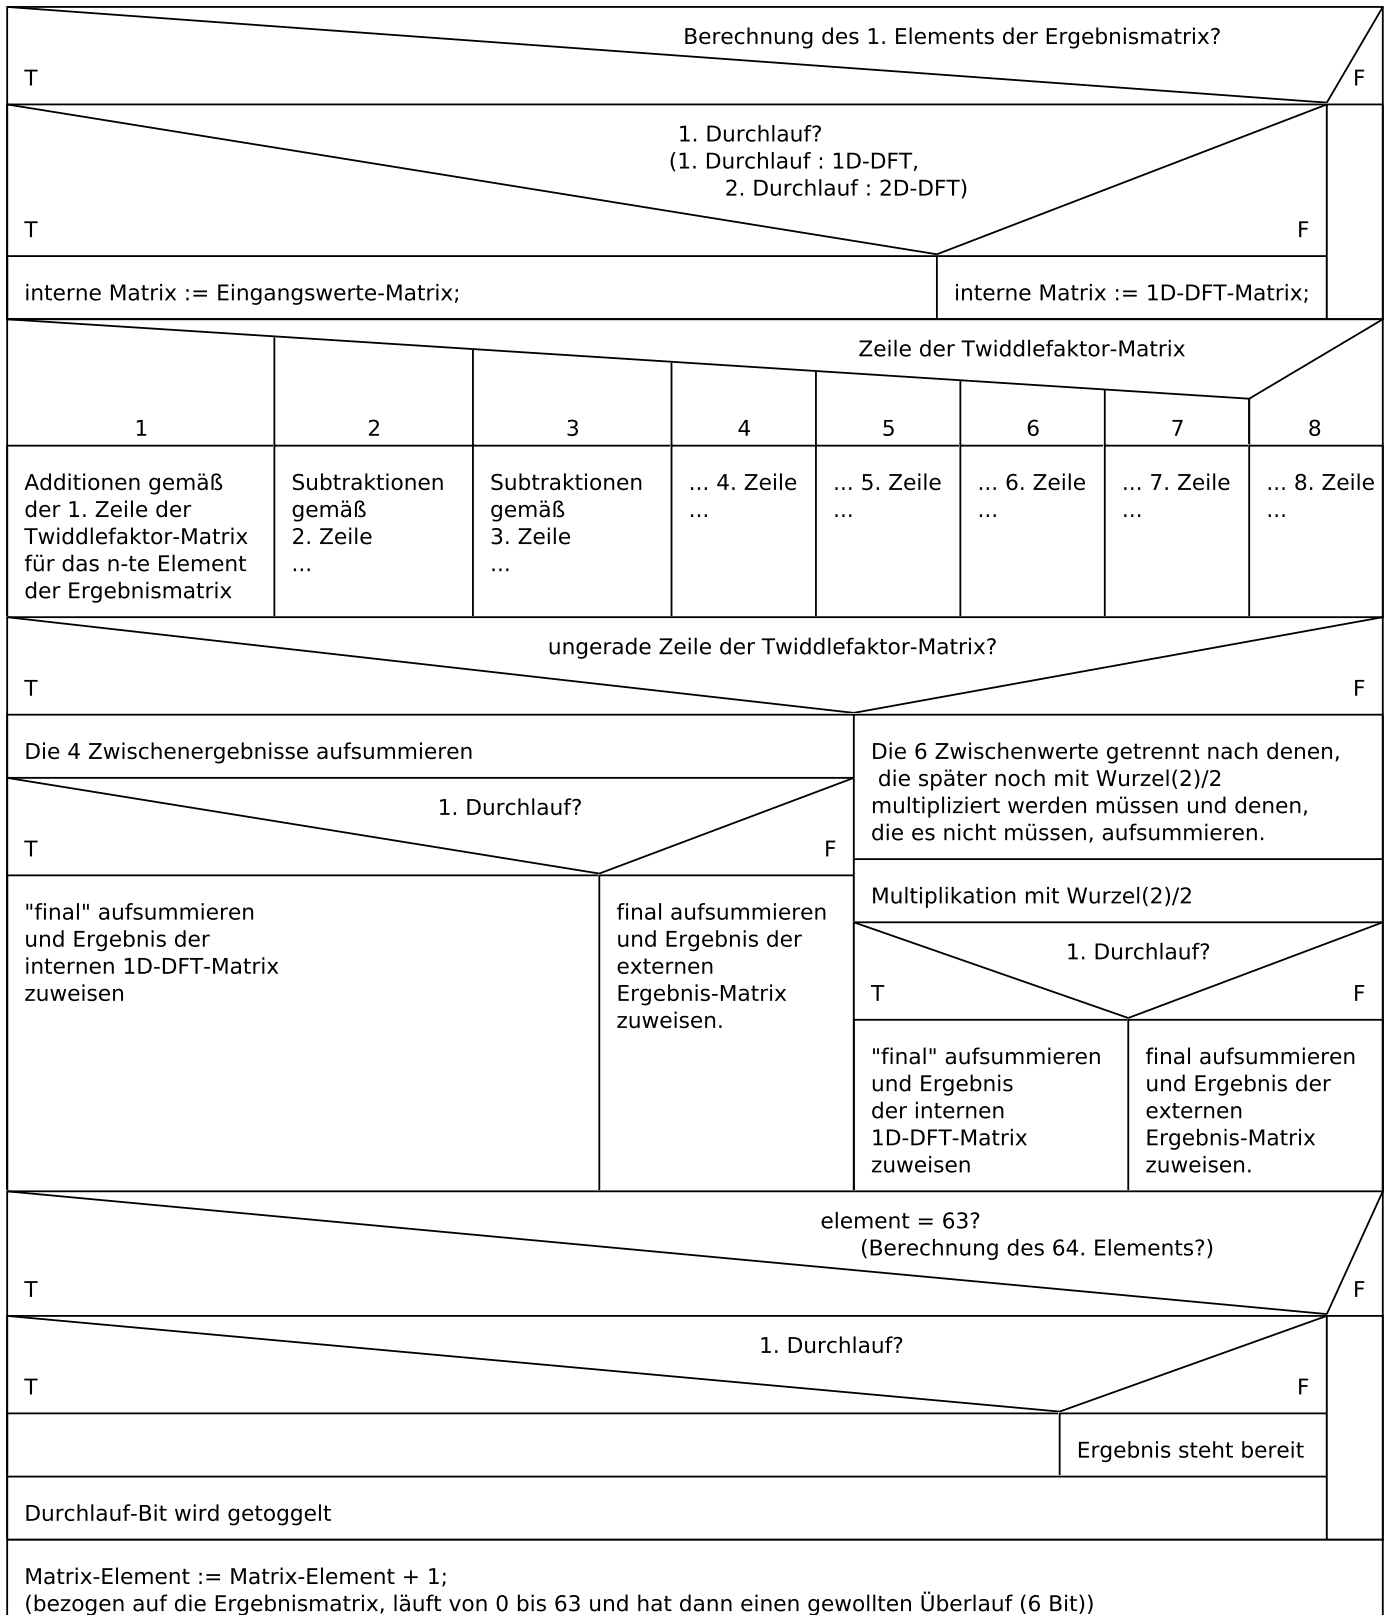 Berechnung des 1. Elements der Ergebnismatrix?
T
F
1. Durchlauf?
(1. Durchlauf : 1D-DFT,
2. Durchlauf : 2D-DFT)
T
F
interne Matrix := Eingangswerte-Matrix;
interne Matrix := 1D-DFT-Matrix;
Zeile der Twiddlefaktor-Matrix
1
2
3
4
5
6
7
8
Additionen gemäß
der 1. Zeile der
Twiddlefaktor-Matrix
für das n-te Element
der Ergebnismatrix
Subtraktionen
gemäß
2. Zeile
...
Subtraktionen
gemäß
3. Zeile
...
... 4. Zeile
...
... 5. Zeile
...
... 6. Zeile
...
... 7. Zeile
...
... 8. Zeile
...
ungerade Zeile der Twiddlefaktor-Matrix?
T
F
Die 4 Zwischenergebnisse aufsummieren
1. Durchlauf?
T
F
"final" aufsummieren
und Ergebnis der
internen 1D-DFT-Matrix
zuweisen
final aufsummieren
und Ergebnis der
externen
Ergebnis-Matrix
zuweisen.
Die 6 Zwischenwerte getrennt nach denen,
die später noch mit Wurzel(2)/2
multipliziert werden müssen und denen,
die es nicht müssen, aufsummieren.
Multiplikation mit Wurzel(2)/2
1. Durchlauf?
T
F
"final" aufsummieren
und Ergebnis
der internen
1D-DFT-Matrix
zuweisen
final aufsummieren
und Ergebnis der
externen
Ergebnis-Matrix
zuweisen.
element = 63?
(Berechnung des 64. Elements?)
T
F
1. Durchlauf?
T
F
Ergebnis steht bereit
Durchlauf-Bit wird getoggelt
Matrix-Element := Matrix-Element + 1;
(bezogen auf die Ergebnismatrix, läuft von 0 bis 63 und hat dann einen gewollten Überlauf (6 Bit))